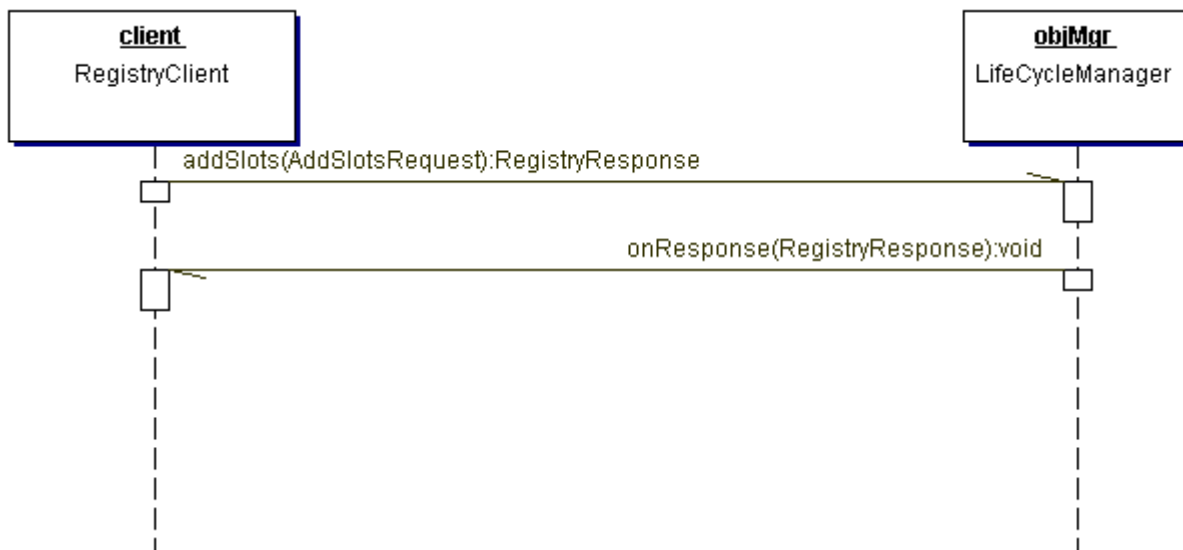 client
RegistryClient
objMgr
LifeCycleManager
addSlots(AddSlotsRequest):RegistryResponse
onResponse(RegistryResponse):void